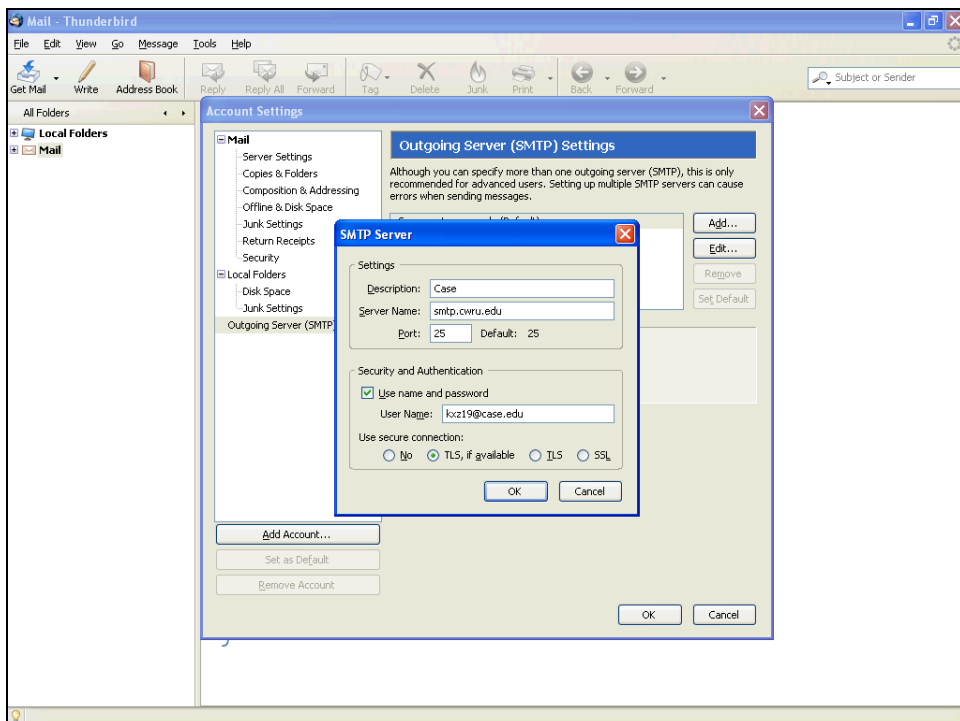 Mail - Thunderbird
File Edit View Go Message Tools Help
Get Mail Write Address Book Reply Reply All Forward Tag Delete Junk Print Back Forward Subject or Sender
All Folders
Local Folders
Mail
Account Settings
Mail
Server Settings
Copies & Folders
Composition & Addressing
Offline & Disk Space
Junk Settings
Return Receipts
Security
Local Folders
Disk Space
Junk Settings
Outgoing Server (SMTP)
Add Account...
Set as Default
Remove Account
Outgoing Server (SMTP) Settings
Although you can specify more than one outgoing server (SMTP), this is only
recommended for advanced users. Setting up multiple SMTP servers can cause
errors when sending messages.
Add...
Edit...
Remove
Set Default
SMTP Server
Settings
Description: Case
Server Name: smtp.cwru.edu
Port: 25 Default: 25
Security and Authentication
Use name and password
User Name: kxz19@case.edu
Use secure connection:
No TLS, if available TLS SSL
OK Cancel
OK Cancel